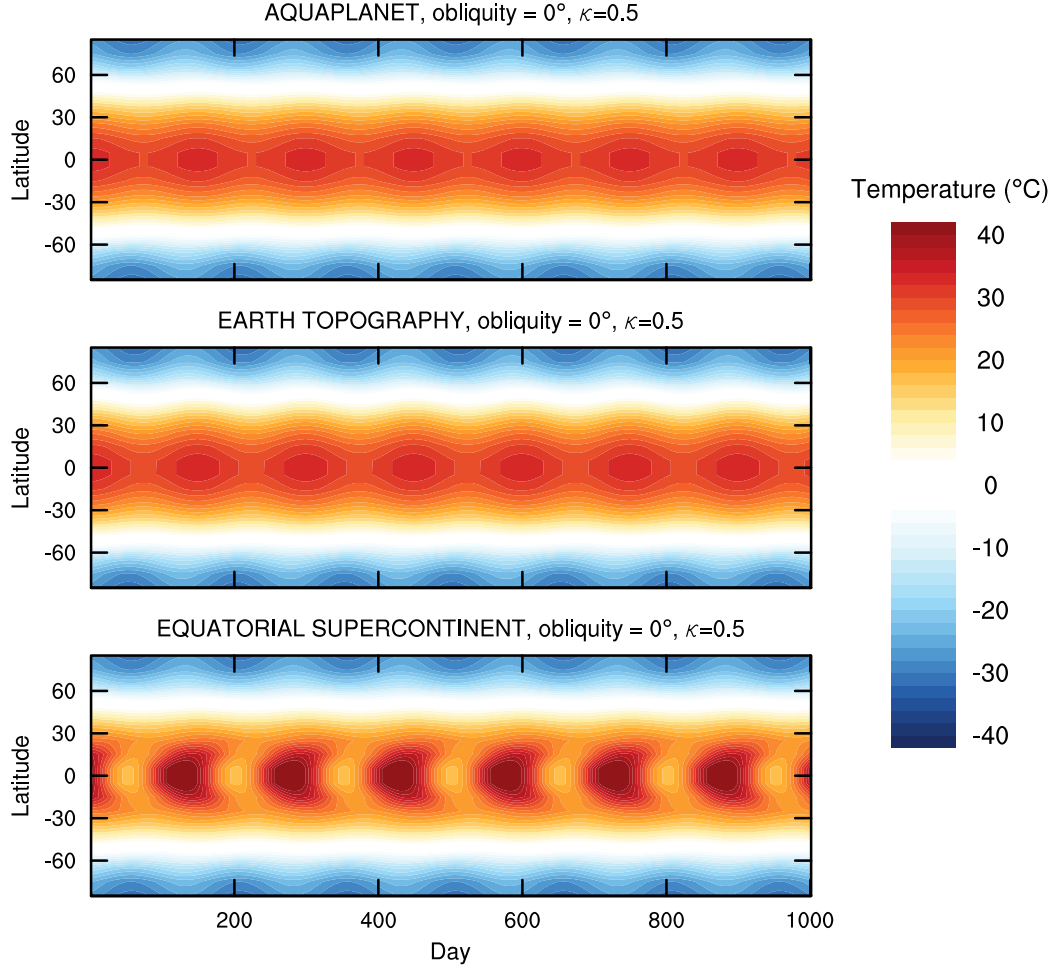 AQUAPLANET, obliquity = 0°, κ=0.5
60
30
0
-30
-60
Latitude
EARTH TOPOGRAPHY, obliquity = 0°, κ=0.5
60
30
0
-30
-60
Latitude
EQUATORIAL SUPERCONTINENT, obliquity = 0°, κ=0.5
60
30
0
-30
-60
Latitude
200 400 600 800 1000
Day
Temperature (°C)
40
30
20
10
0
-10
-20
-30
-40